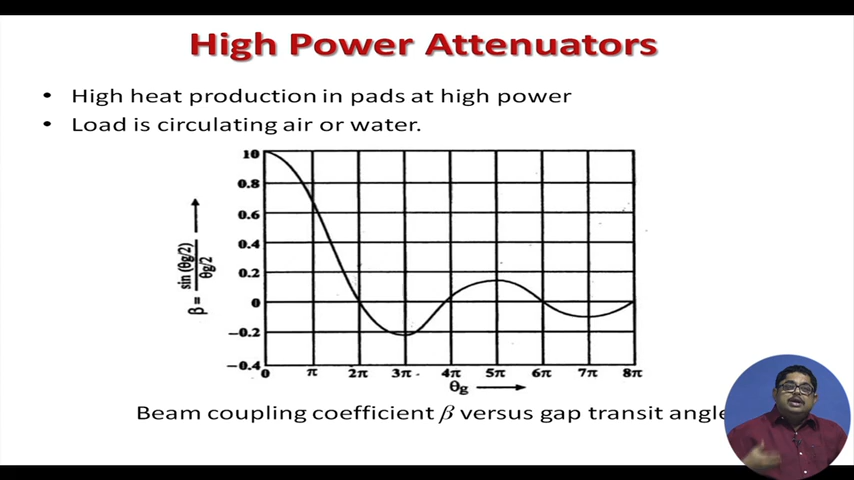 High Power Attenuators
• High heat production in pads at high power
• Load is circulating air or water.
β = sin (θg/2) / θg/2
10
0.8
0.6
0.4
0.2
0
−0.2
−0.4
0 π 2π 3π 4π 5π 6π 7π 8π
θg
Beam coupling coefficient β versus gap transit angle